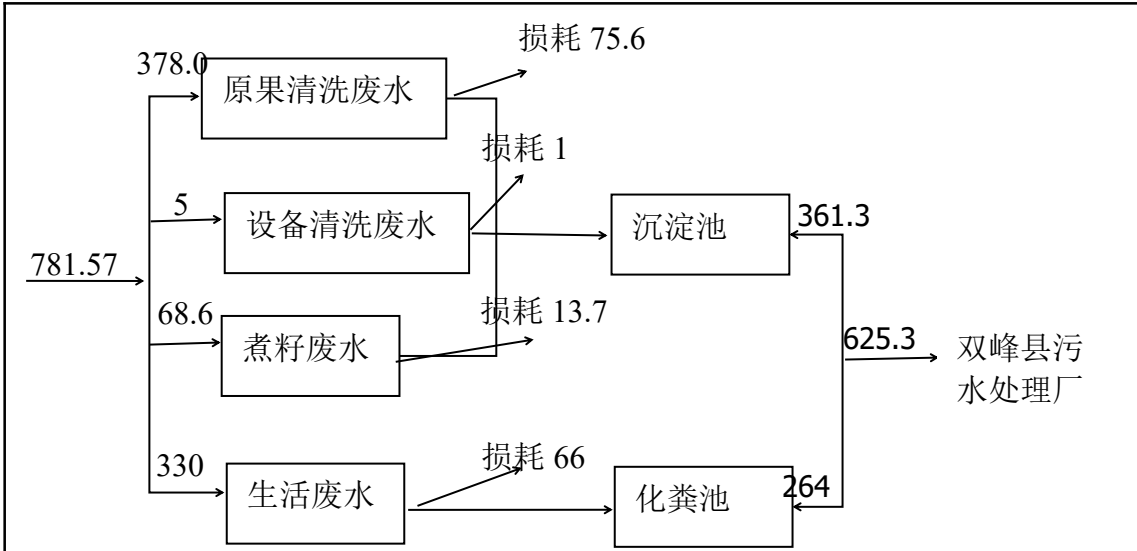 损耗 75.6
378.0
原果清洗废水
损耗 1
5
设备清洗废水
沉淀池
361.3
781.57
68.6
损耗 13.7
煮籽废水
625.3
双峰县污
水处理厂
330
损耗 66
生活废水
化粪池
264